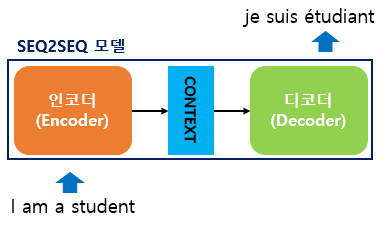 je suis étudiant
SEQ2SEQ 모델
인코더
(Encoder)
CONTEXT
디코더
(Decoder)
I am a student